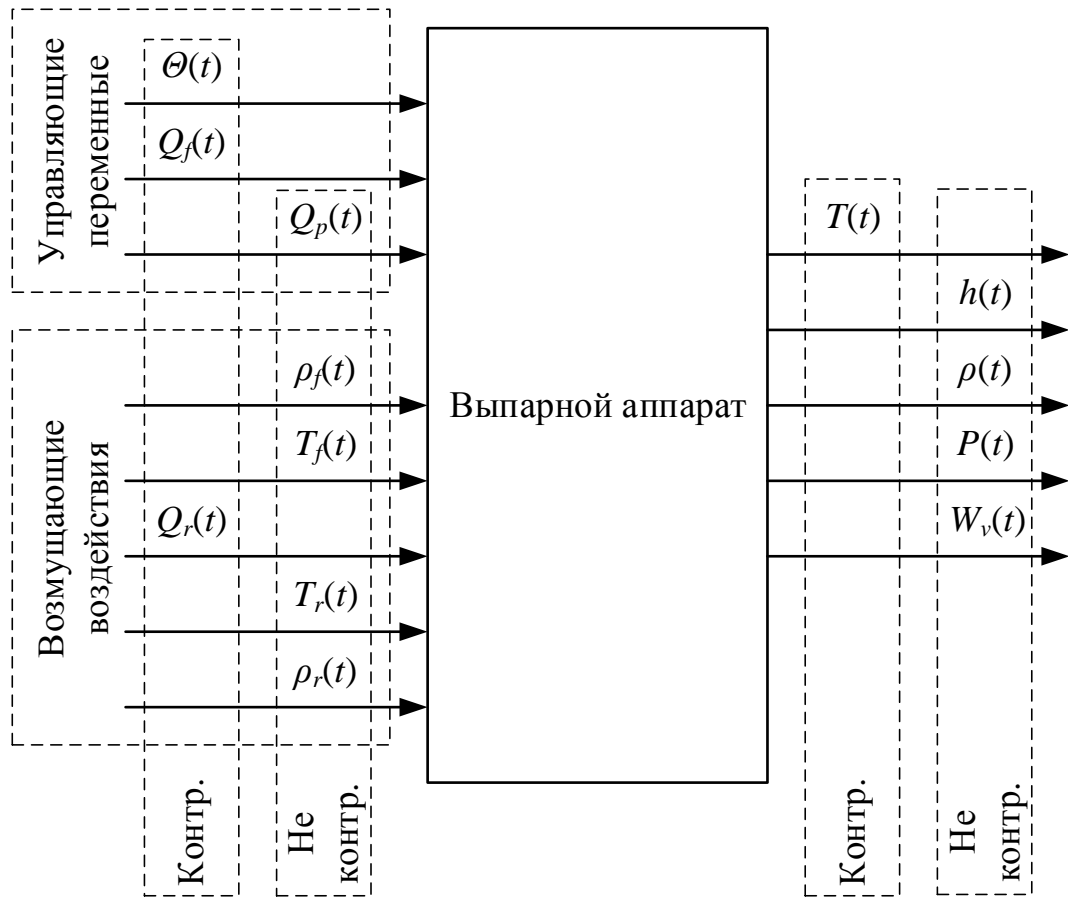 Управляющие
переменные
Θ(t)
Q_f(t)
Q_p(t)
Возмущающие
воздействия
ρ_f(t)
T_f(t)
Q_r(t)
T_r(t)
ρ_r(t)
Контр.
Не
контр.
Выпарной аппарат
T(t)
h(t)
ρ(t)
P(t)
W_v(t)
Контр.
Не
контр.